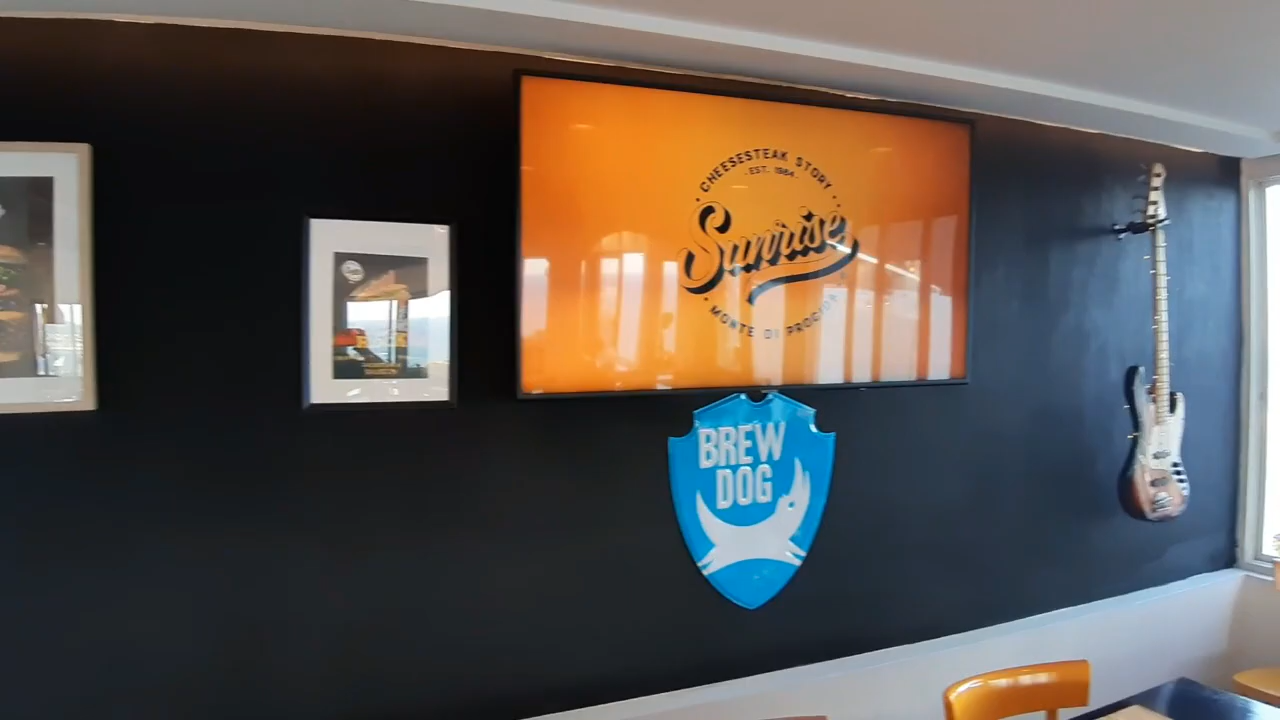 CHEESESTEAK STORY
EST. 1984
Sunrise
MONTE DI PROCIDA
BREW
DOG